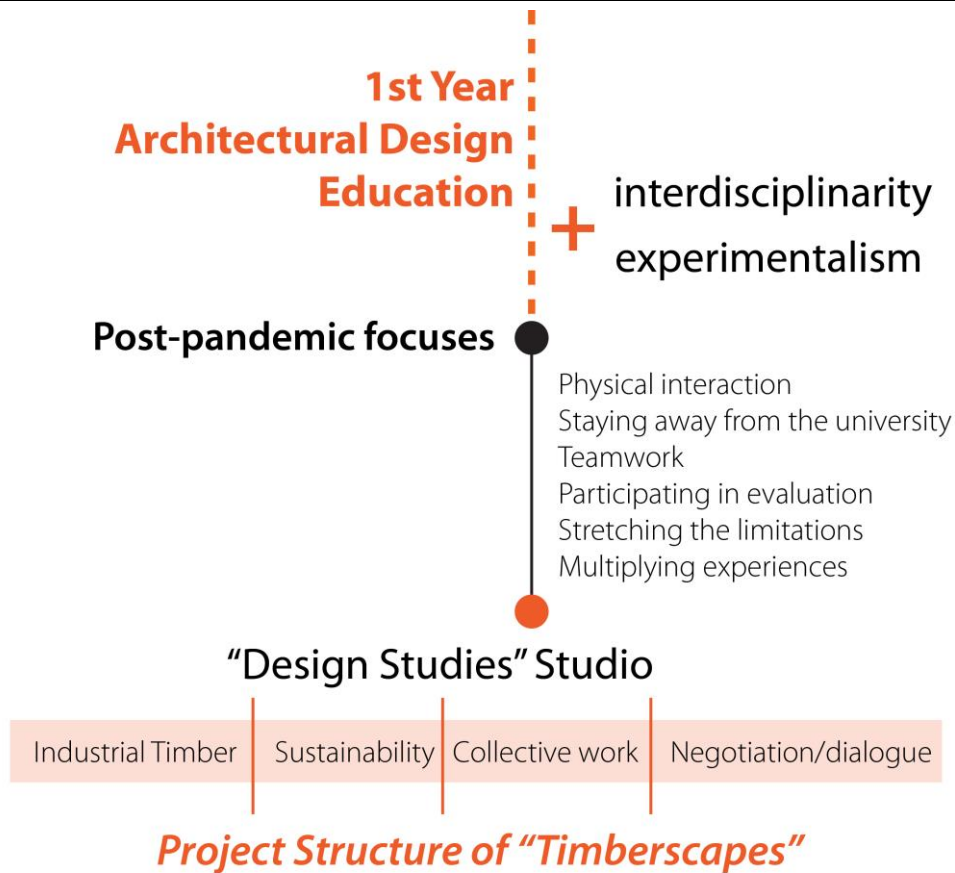 1st Year
Architectural Design
Education
+
interdisciplinarity
experimentalism
Post-pandemic focuses
Physical interaction
Staying away from the university
Teamwork
Participating in evaluation
Stretching the limitations
Multiplying experiences
“Design Studies” Studio
Industrial Timber
Sustainability
Collective work
Negotiation/dialogue
Project Structure of “Timberscapes”